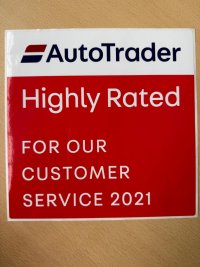 AutoTrader
Highly Rated
FOR OUR
CUSTOMER
SERVICE 2021